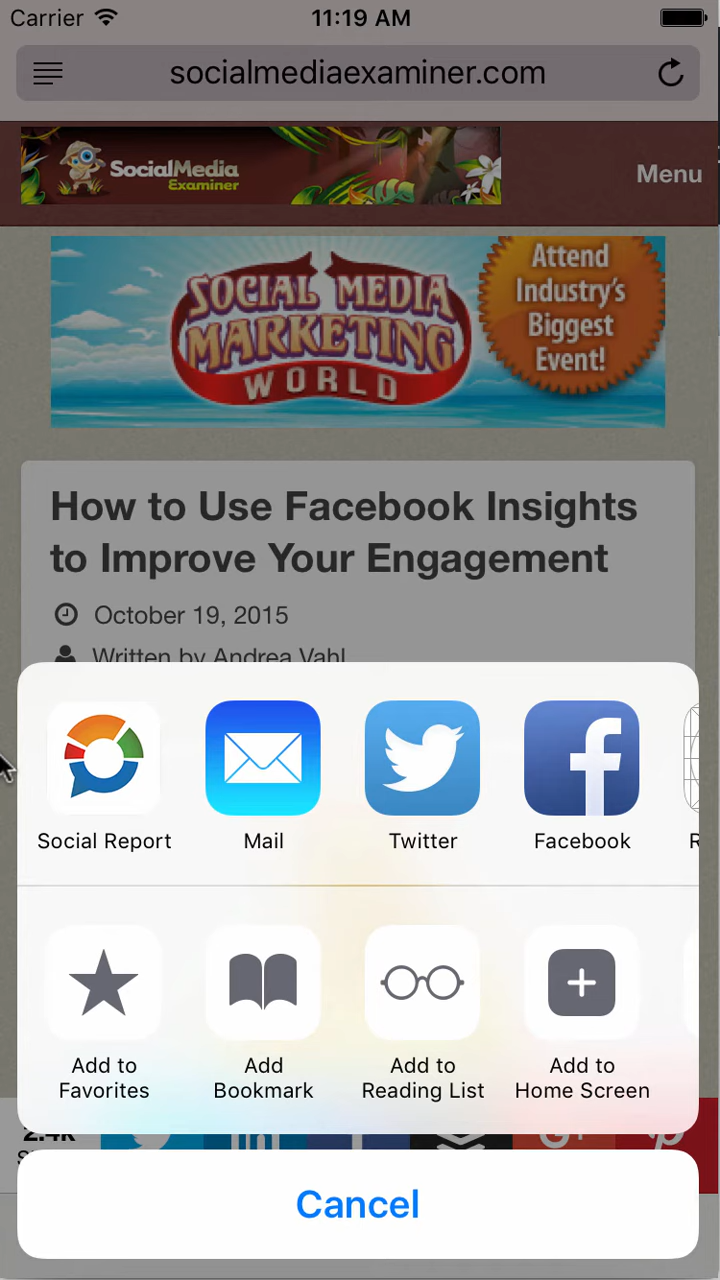 Carrier
11:19 AM
socialmediaexaminer.com
SocialMedia
Examiner
Menu
SOCIAL MEDIA
MARKETING
WORLD
Attend
Industry's
Biggest
Event!
How to Use Facebook Insights
to Improve Your Engagement
October 19, 2015
Written by Andrea Vahl
Social Report
Mail
Twitter
Facebook
Add to
Favorites
Add
Bookmark
Add to
Reading List
Add to
Home Screen
2.4k
Cancel